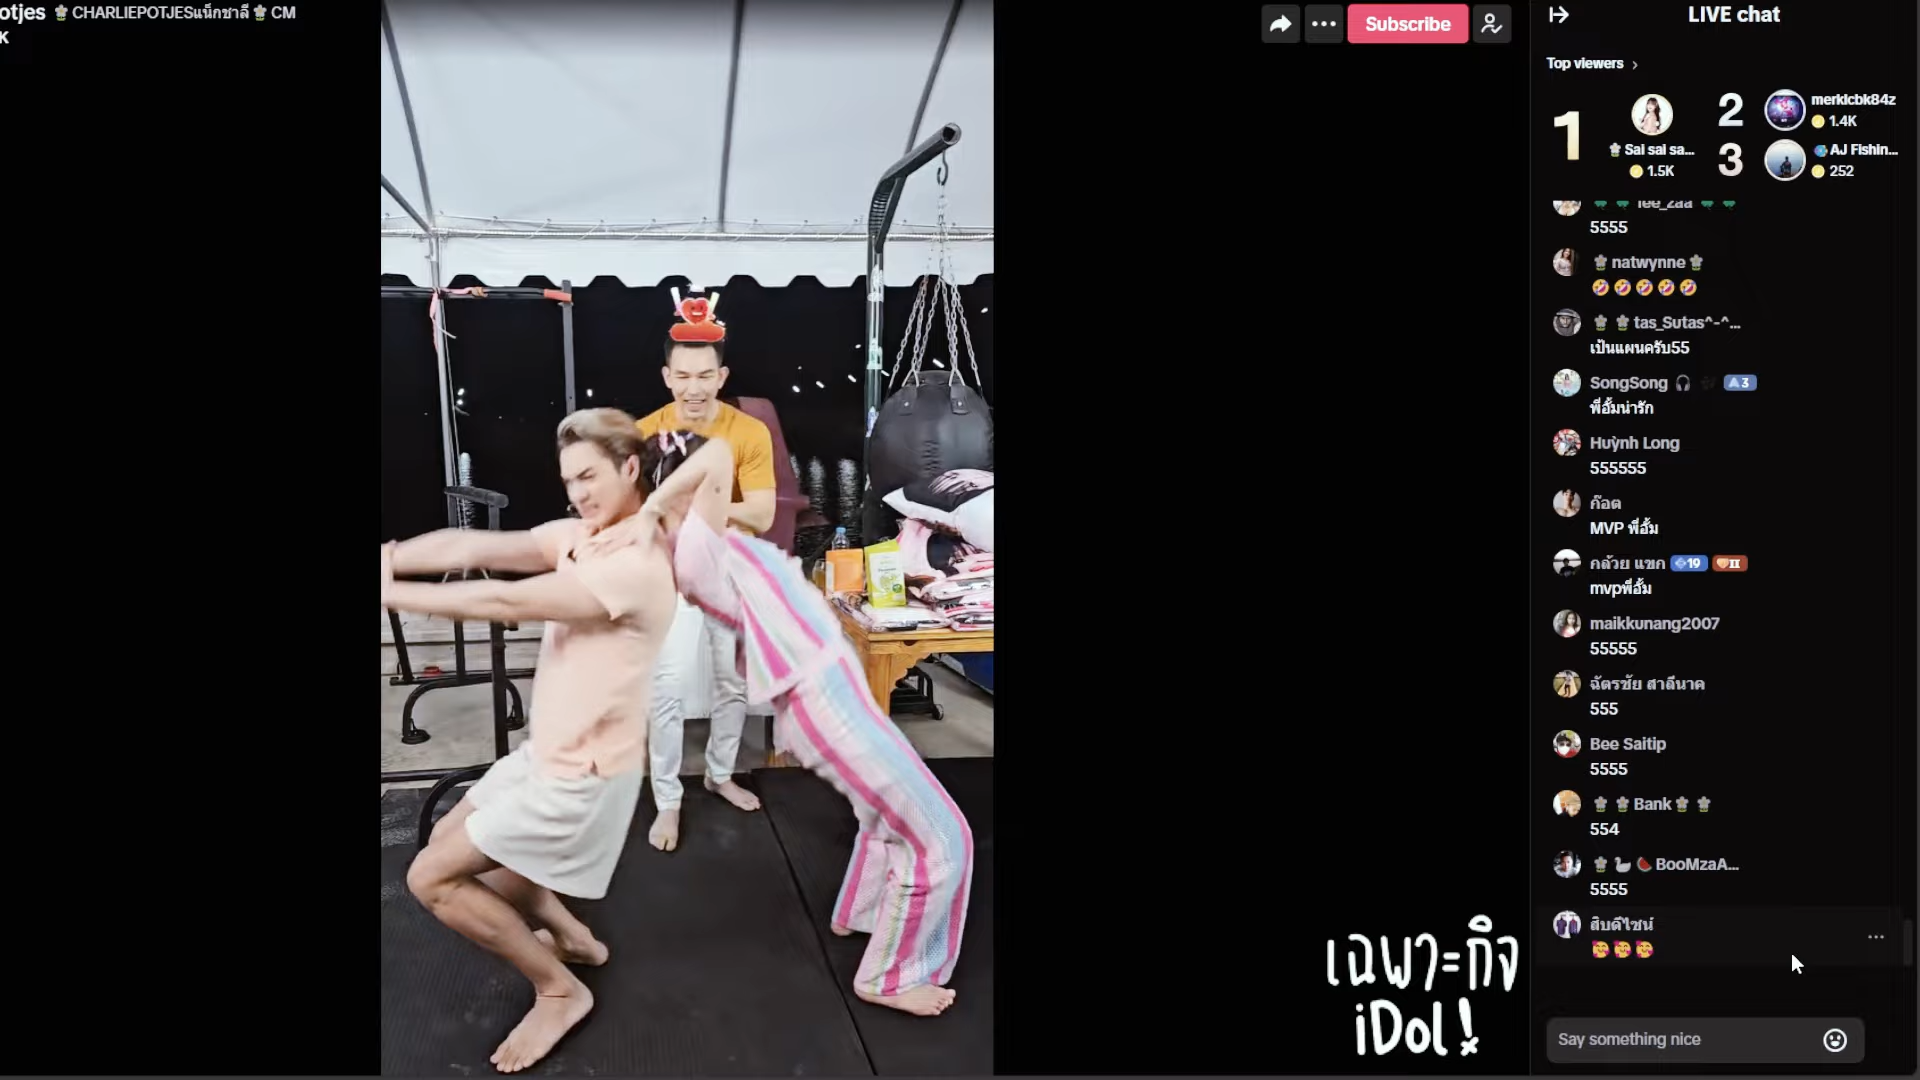 otjes CHARLIEPOTJESแน็กชาลี CM
K
Subscribe
LIVE chat
Top viewers
1
Sai sai sa...
1.5K
2
merklcbk84z
1.4K
3
AJ Fishin...
252
lee_zaa
5555
natwynne
tas_Sutas^-^...
เป้นแผนครับ55
SongSong 3
พี่อั้มน่ารัก
Huỳnh Long
555555
ก๊อต
MVP พี่อั้ม
กล้วย แขก 19 II
mvpพี่อั้ม
maikkunang2007
55555
ฉัตรชัย สาลีนาค
555
Bee Saitip
5555
Bank
554
BooMzaA...
5555
สิบดีไซน์
Say something nice
เฉพาะกิจ
iDol!